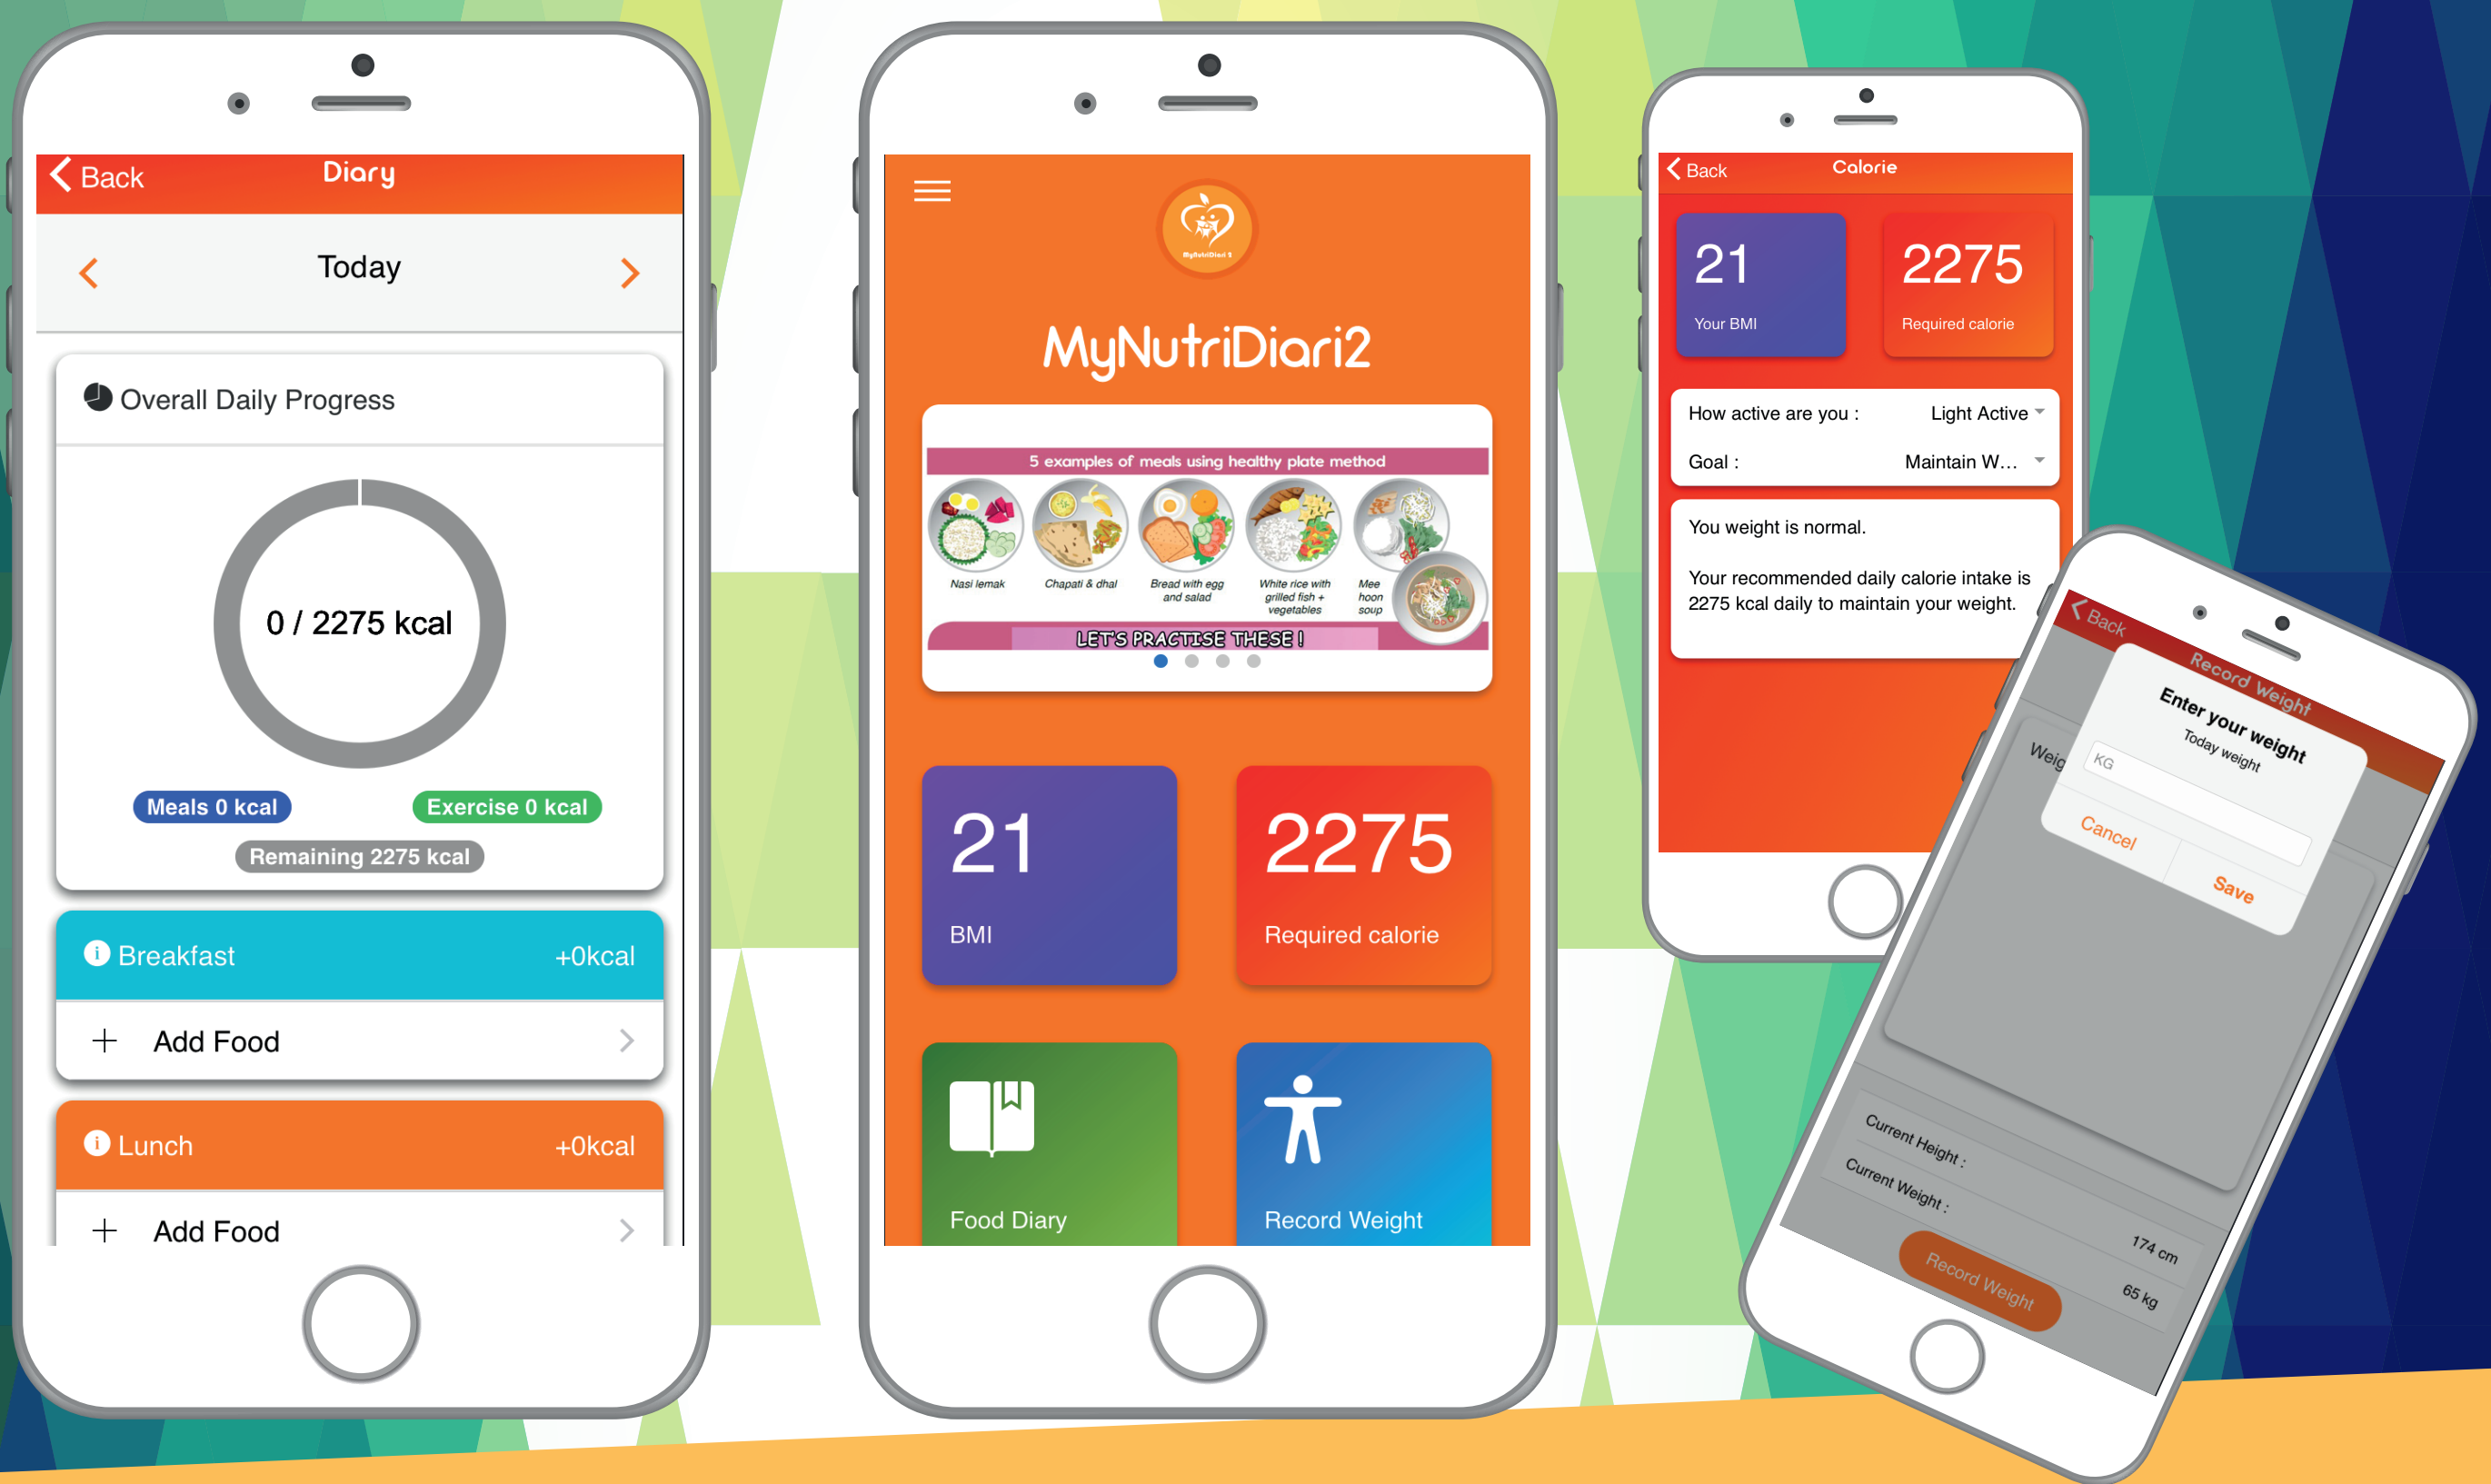 Back
Diary
Today
Overall Daily Progress
0 / 2275 kcal
Meals 0 kcal
Exercise 0 kcal
Remaining 2275 kcal
Breakfast
+0kcal
Add Food
Lunch
+0kcal
Add Food
MyNutriDiari 2
MyNutriDiari2
5 examples of meals using healthy plate method
Nasi lemak
Chapati & dhal
Bread with egg
and salad
White rice with
grilled fish +
vegetables
Mee
hoon
soup
LET'S PRACTISE THESE !
21
BMI
2275
Required calorie
Food Diary
Record Weight
Back
Calorie
21
Your BMI
2275
Required calorie
How active are you :
Light Active
Goal :
Maintain W...
You weight is normal.
Your recommended daily calorie intake is
2275 kcal daily to maintain your weight.
Back
Record Weight
Enter your weight
Today weight
KG
Cancel
Save
Current Height :
174 cm
Current Weight :
65 kg
Record Weight